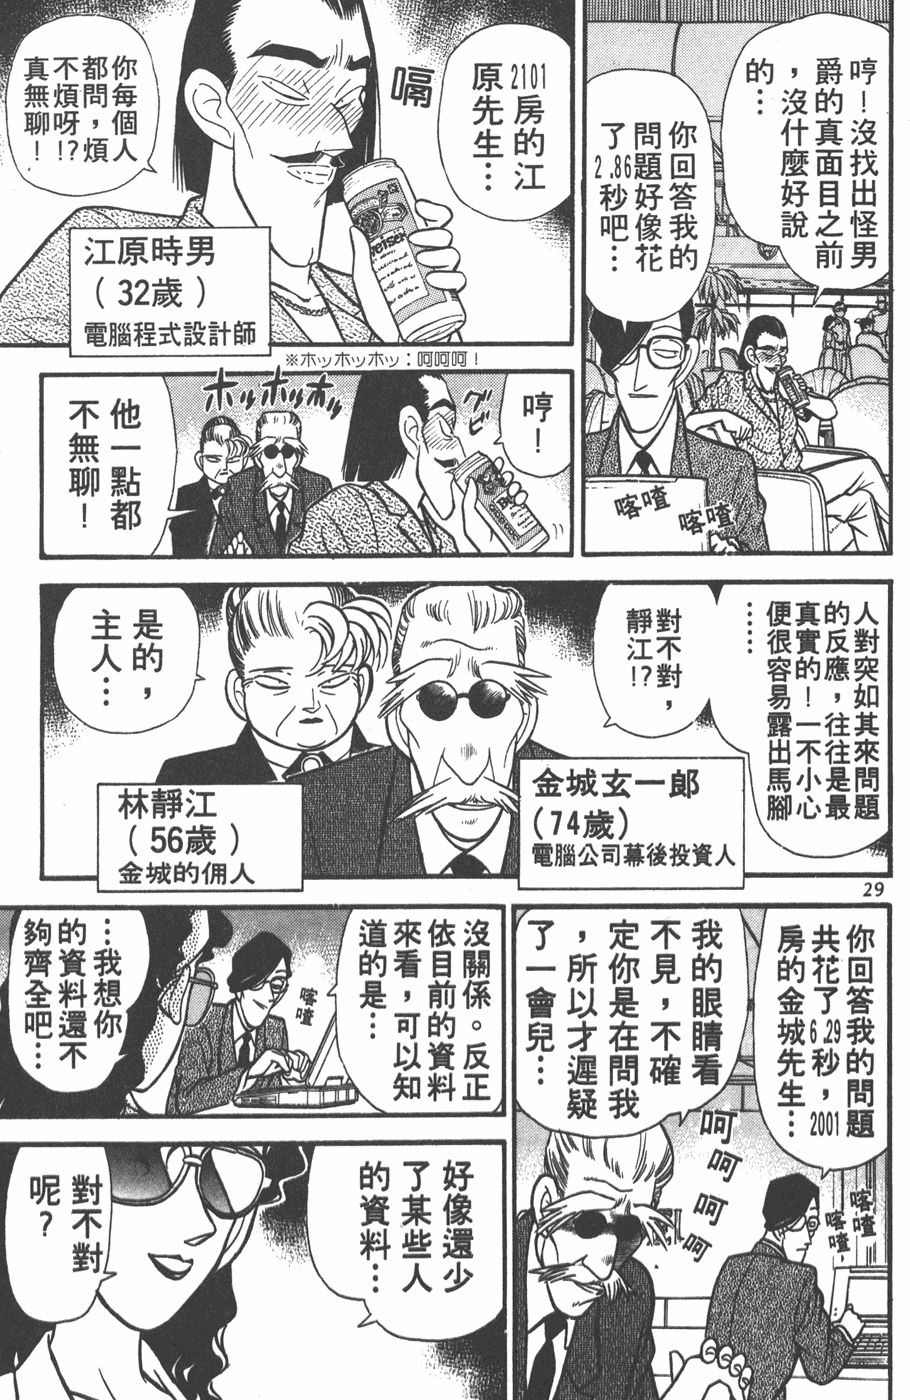 哼！沒找出怪男
爵的真面目之前
，沒什麼好說
的…
你回答我的
問題好像花
了2.86秒吧…
喀喳
喀喳
2101房的江
原先生…
嗝
你每個人
都問，煩
不煩呀!?
真無聊！
江原時男
（32歲）
電腦程式設計師
※ホッホッホッ：呵呵呵！
哼！
グビ
ホッホッホッ
他一點都
不無聊！
人對突如其來問題
的反應，往往是最
真實的！一不小心
便很容易露出馬腳
……
對不對，
靜江!?
是的，
主人…
金城玄一郎
（74歲）
電腦公司幕後投資人
林靜江
（56歲）
金城的佣人
29
你回答我的問題
共花了6.29秒，2001
房的金城先生…
我的眼睛看
不見，不確
定你是在問我
，所以才遲疑
了一會兒…
呵呵呵呵
喀喳
喀喳，
沒關係。反正
依目前的資料
來看，可以知
道的是…
喀喳
…我想你
的資料還不
夠齊全吧…
好像還少
了某些人
的資料…
對不對
呢？